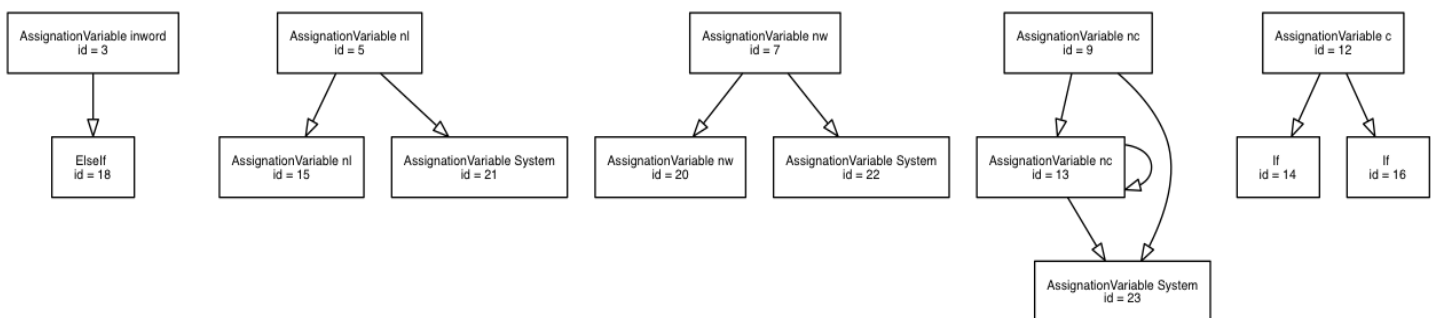 AssignationVariable inword
id = 3
AssignationVariable nl
id = 5
AssignationVariable nw
id = 7
AssignationVariable nc
id = 9
AssignationVariable c
id = 12
ElseIf
id = 18
AssignationVariable nl
id = 15
AssignationVariable System
id = 21
AssignationVariable nw
id = 20
AssignationVariable System
id = 22
AssignationVariable nc
id = 13
If
id = 14
If
id = 16
AssignationVariable System
id = 23